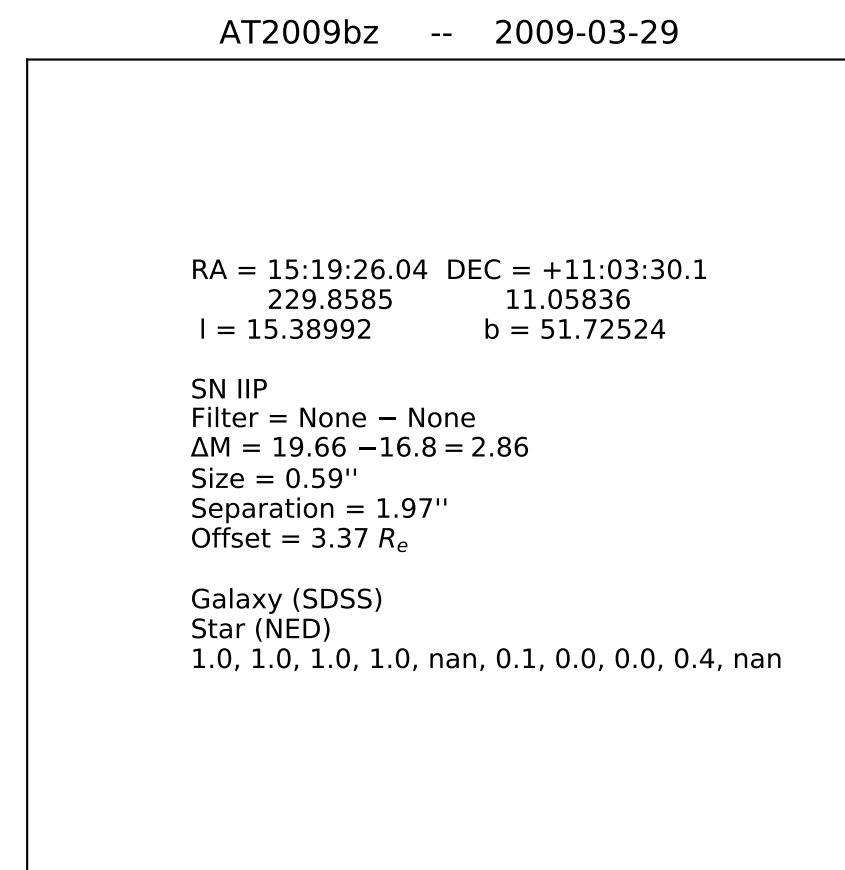 AT2009bz -- 2009-03-29
RA = 15:19:26.04 DEC = +11:03:30.1
229.8585 11.05836
l = 15.38992 b = 51.72524
SN IIP
Filter = None − None
ΔM = 19.66 −16.8 = 2.86
Size = 0.59''
Separation = 1.97''
Offset = 3.37 Rₑ
Galaxy (SDSS)
Star (NED)
1.0, 1.0, 1.0, 1.0, nan, 0.1, 0.0, 0.0, 0.4, nan